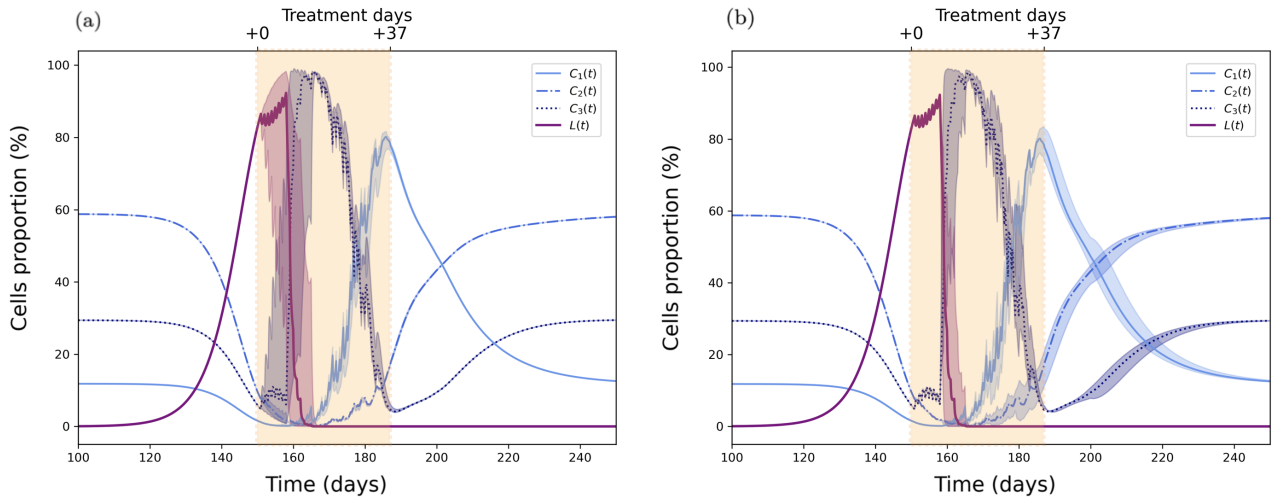 (a)
Treatment days
+0 +37
C₁(t)
C₂(t)
C₃(t)
L(t)
Cells proportion (%)
100
80
60
40
20
0
100 120 140 160 180 200 220 240
Time (days)
(b)
Treatment days
+0 +37
C₁(t)
C₂(t)
C₃(t)
L(t)
Cells proportion (%)
100
80
60
40
20
0
100 120 140 160 180 200 220 240
Time (days)